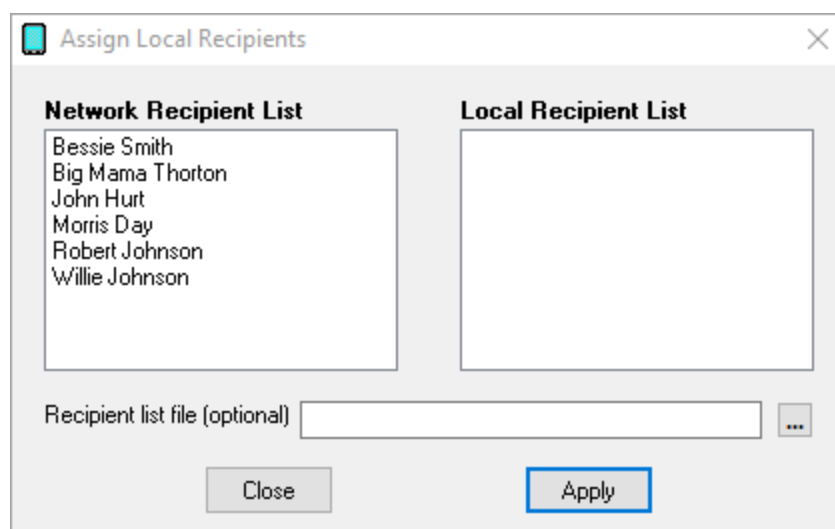 Assign Local Recipients
Network Recipient List
Local Recipient List
Bessie Smith
Big Mama Thorton
John Hurt
Morris Day
Robert Johnson
Willie Johnson
Recipient list file (optional)
...
Close
Apply